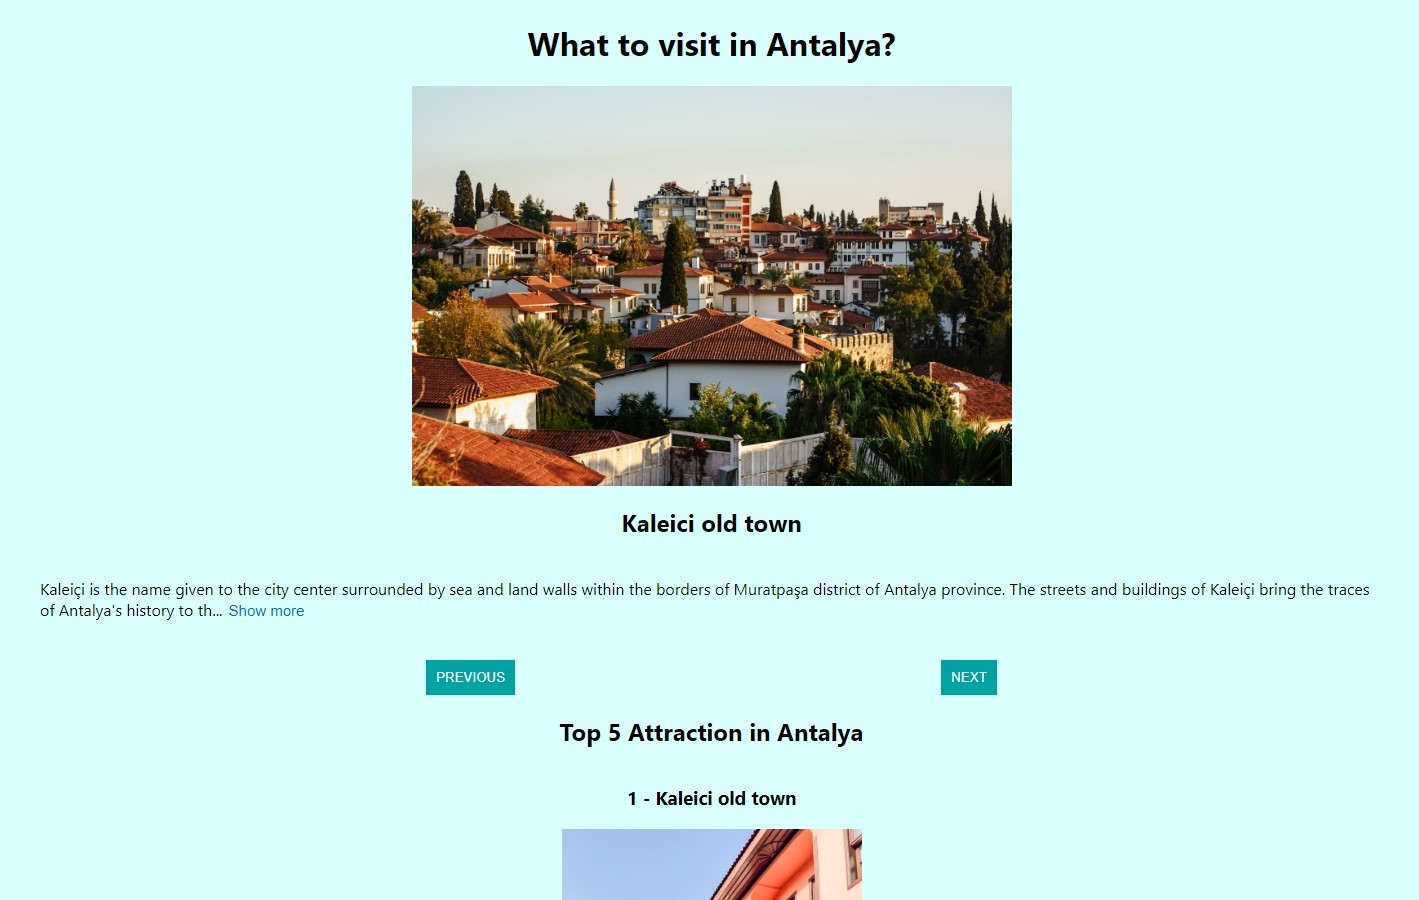 What to visit in Antalya?
Kaleici old town
Kaleiçi is the name given to the city center surrounded by sea and land walls within the borders of Muratpaşa district of Antalya province. The streets and buildings of Kaleiçi bring the traces
of Antalya's history to th... Show more
PREVIOUS NEXT
Top 5 Attraction in Antalya
1 - Kaleici old town